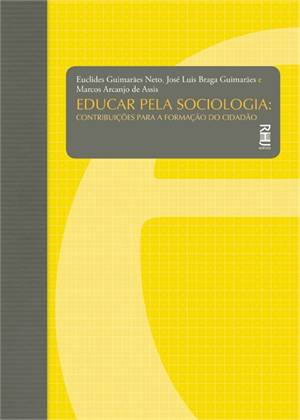 Euclides Guimarães Neto, José Luis Braga Guimarães e
Marcos Arcanjo de Assis
EDUCAR PELA SOCIOLOGIA:
CONTRIBUIÇÕES PARA A FORMAÇÃO DO CIDADÃO
RHJ